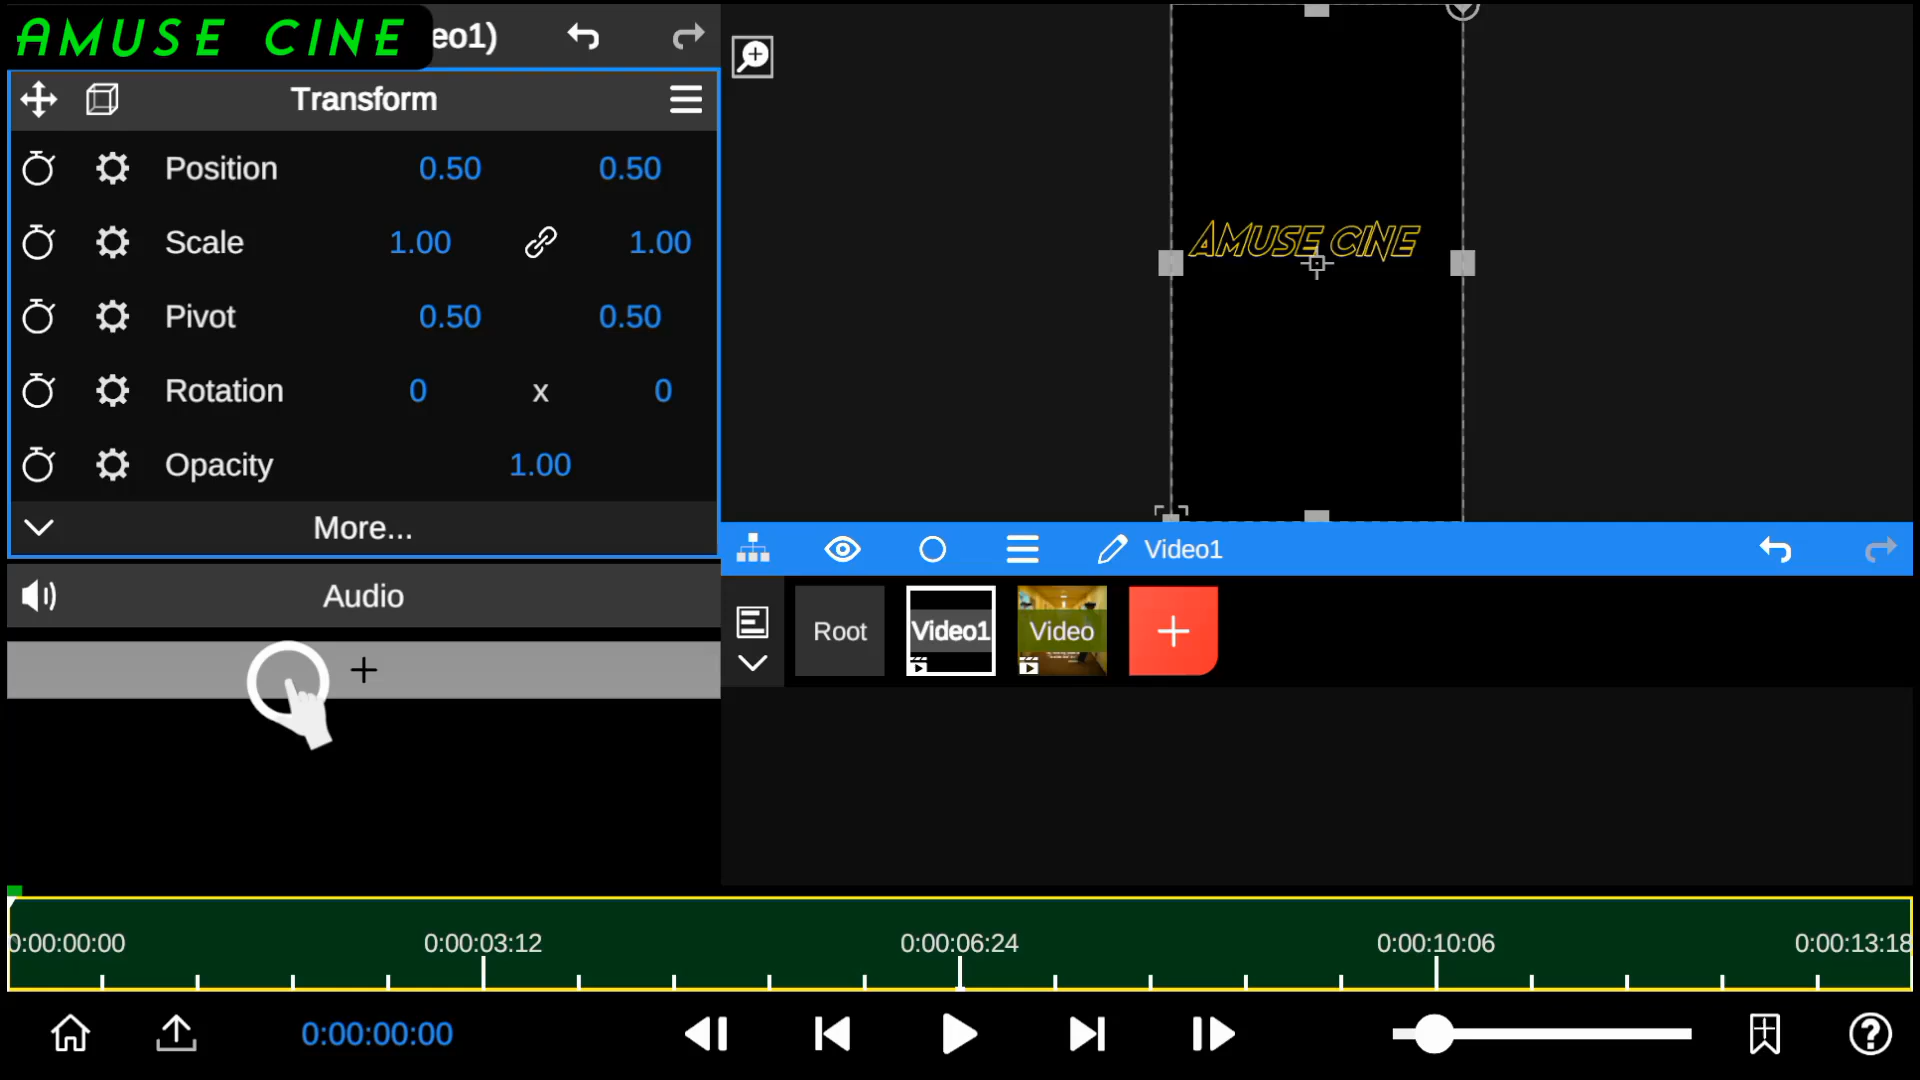 AMUSE CINE
eo1)
Transform
Position 0.50 0.50
Scale 1.00 1.00
Pivot 0.50 0.50
Rotation 0 x 0
Opacity 1.00
More...
Audio
+
AMUSE CINE
Video1
Root
Video1
Video
+
0:00:00:00
0:00:03:12
0:00:06:24
0:00:10:06
0:00:13:18
0:00:00:00
?